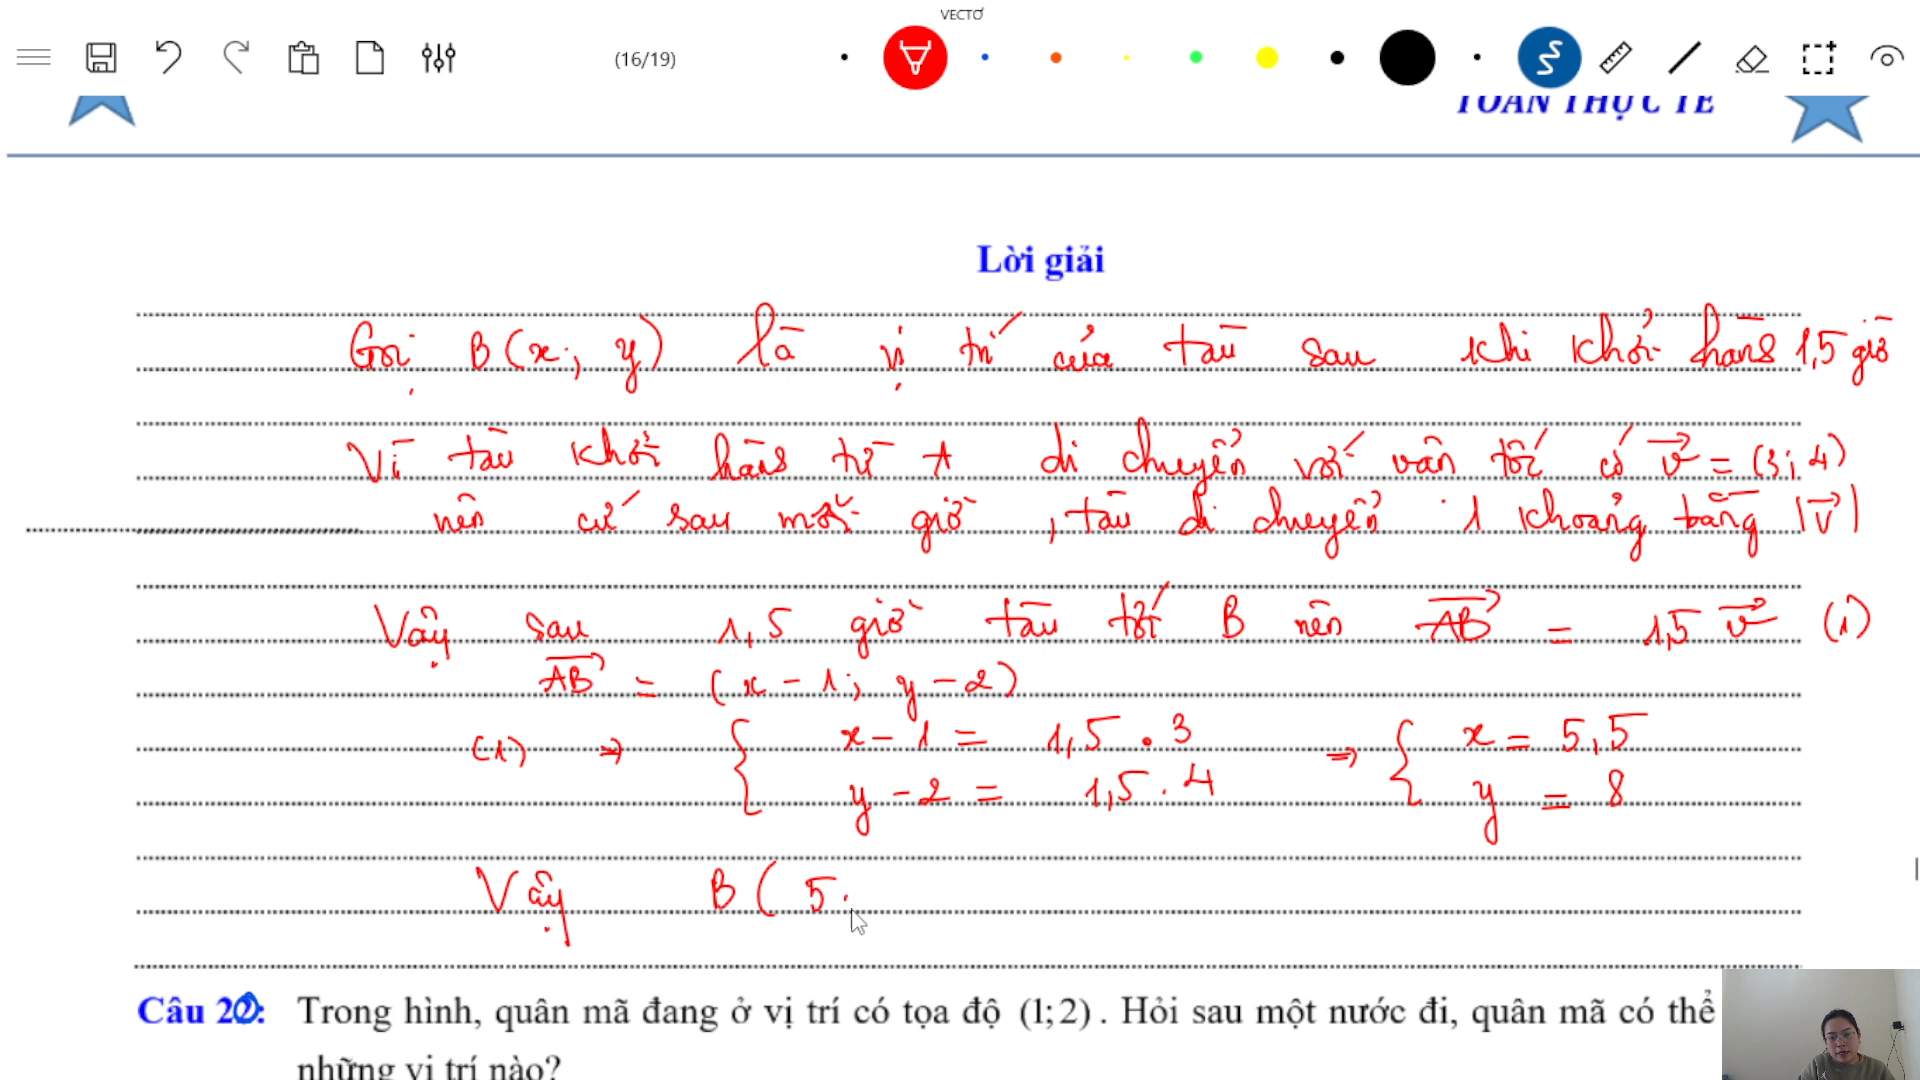 VECTƠ
(16/19)
TOÁN THỰC TẾ
Lời giải
Gọi B(x; y) là vị trí của tàu sau khi khởi hành 1,5 giờ
Vì tàu khởi hành từ A di chuyển với vận tốc có v⃗ = (3; 4)
nên cứ sau mỗi giờ, tàu di chuyển 1 khoảng bằng |v⃗|
Vậy sau 1,5 giờ tàu tới B nên AB⃗ = 1,5 v⃗ (1)
AB⃗ = (x - 1; y - 2)
(1) ⇒ { x - 1 = 1,5 . 3 ⇒ { x = 5,5
y - 2 = 1,5 . 4 y = 8
Vậy B ( 5.
Câu 22: Trong hình, quân mã đang ở vị trí có tọa độ (1;2). Hỏi sau một nước đi, quân mã có thể
những vị trí nào?